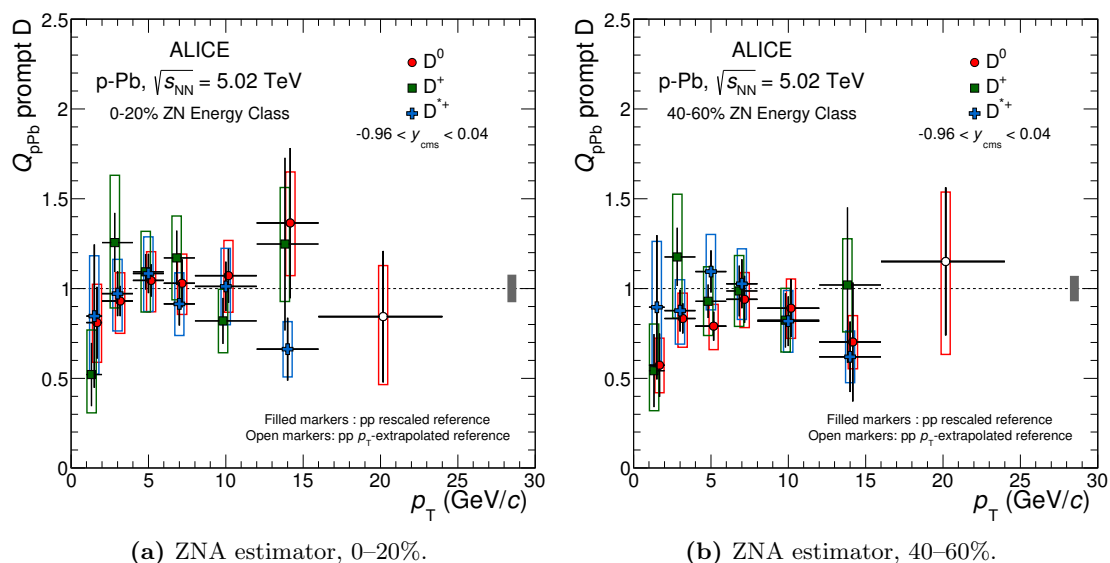 Q_pPb prompt D
2.5
2
1.5
1
0.5
0
ALICE
p-Pb, √s_NN = 5.02 TeV
0-20% ZN Energy Class
D⁰
D⁺
D*⁺
-0.96 < y_cms < 0.04
Filled markers : pp rescaled reference
Open markers: pp p_T-extrapolated reference
0 5 10 15 20 25 30
p_T (GeV/c)
(a) ZNA estimator, 0–20%.
Q_pPb prompt D
2.5
2
1.5
1
0.5
0
ALICE
p-Pb, √s_NN = 5.02 TeV
40-60% ZN Energy Class
D⁰
D⁺
D*⁺
-0.96 < y_cms < 0.04
Filled markers : pp rescaled reference
Open markers: pp p_T-extrapolated reference
0 5 10 15 20 25 30
p_T (GeV/c)
(b) ZNA estimator, 40–60%.